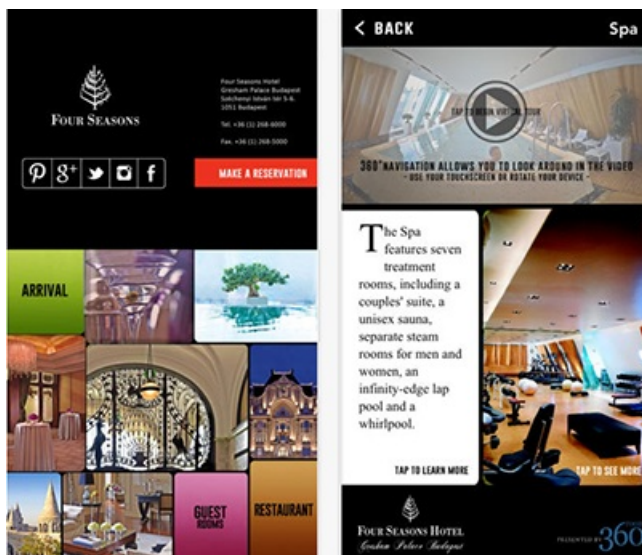 FOUR SEASONS
Four Seasons Hotel
Gresham Palace Budapest
Széchenyi István tér 5-6.
1051 Budapest
Tel. +36 (1) 268-6000
Fax. +36 (1) 268-5000
g+
f
MAKE A RESERVATION
ARRIVAL
GUEST
ROOMS
RESTAURANT
< BACK
Spa
TAP TO BEGIN VIRTUAL TOUR
360° NAVIGATION ALLOWS YOU TO LOOK AROUND IN THE VIDEO
- USE YOUR TOUCHSCREEN OR ROTATE YOUR DEVICE -
The Spa
features seven
treatment
rooms, including a
couples' suite, a
unisex sauna,
separate steam
rooms for men and
women, an
infinity-edge lap
pool and a
whirlpool.
TAP TO LEARN MORE
TAP TO SEE MORE
FOUR SEASONS HOTEL
Gresham Palace Budapest
PRESENTED BY
360